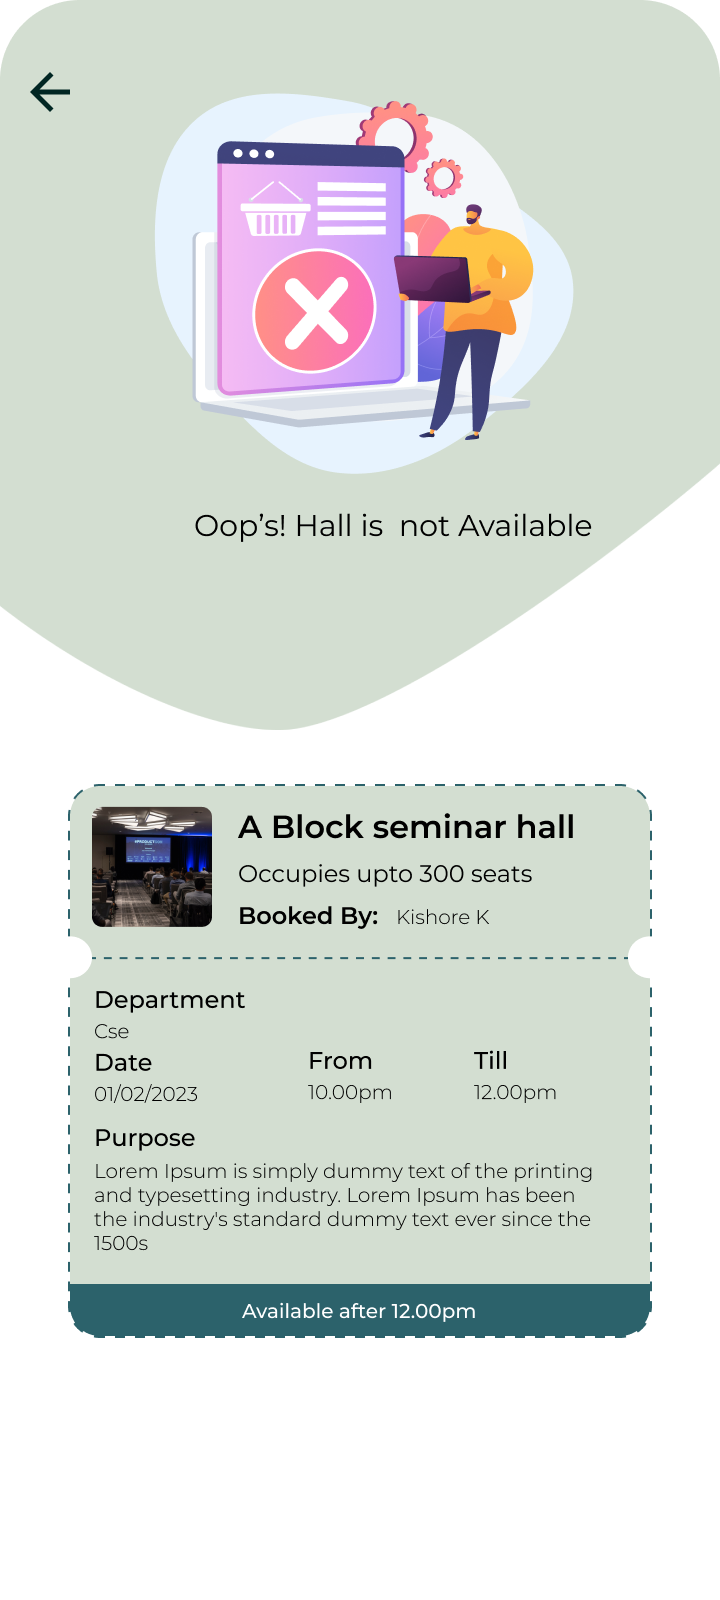 Oop’s! Hall is  not Available
#PRODUCTCON
A Block seminar hall
Occupies upto 300 seats
Booked By: Kishore K
Department
Cse
Date From Till
01/02/2023 10.00pm 12.00pm
Purpose
Lorem Ipsum is simply dummy text of the printing
and typesetting industry. Lorem Ipsum has been
the industry's standard dummy text ever since the
1500s
Available after 12.00pm